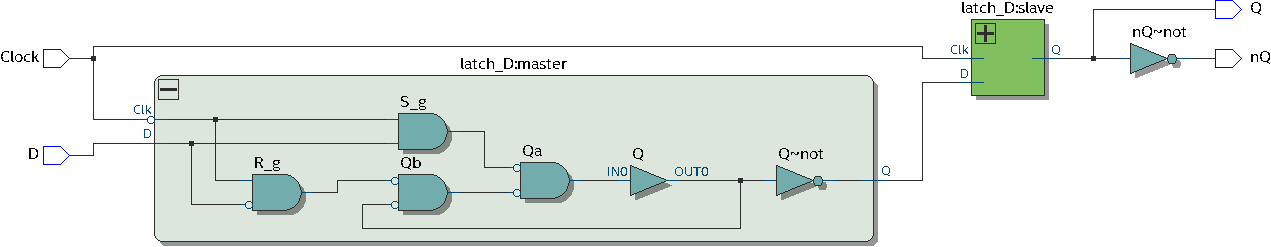 latch_D:slave
Q
nQ~not
Clock
Clk
Q
nQ
latch_D:master
D
Clk
S_g
D
D
R_g
Qb
Qa
Q
IN0
OUT0
Q~not
Q